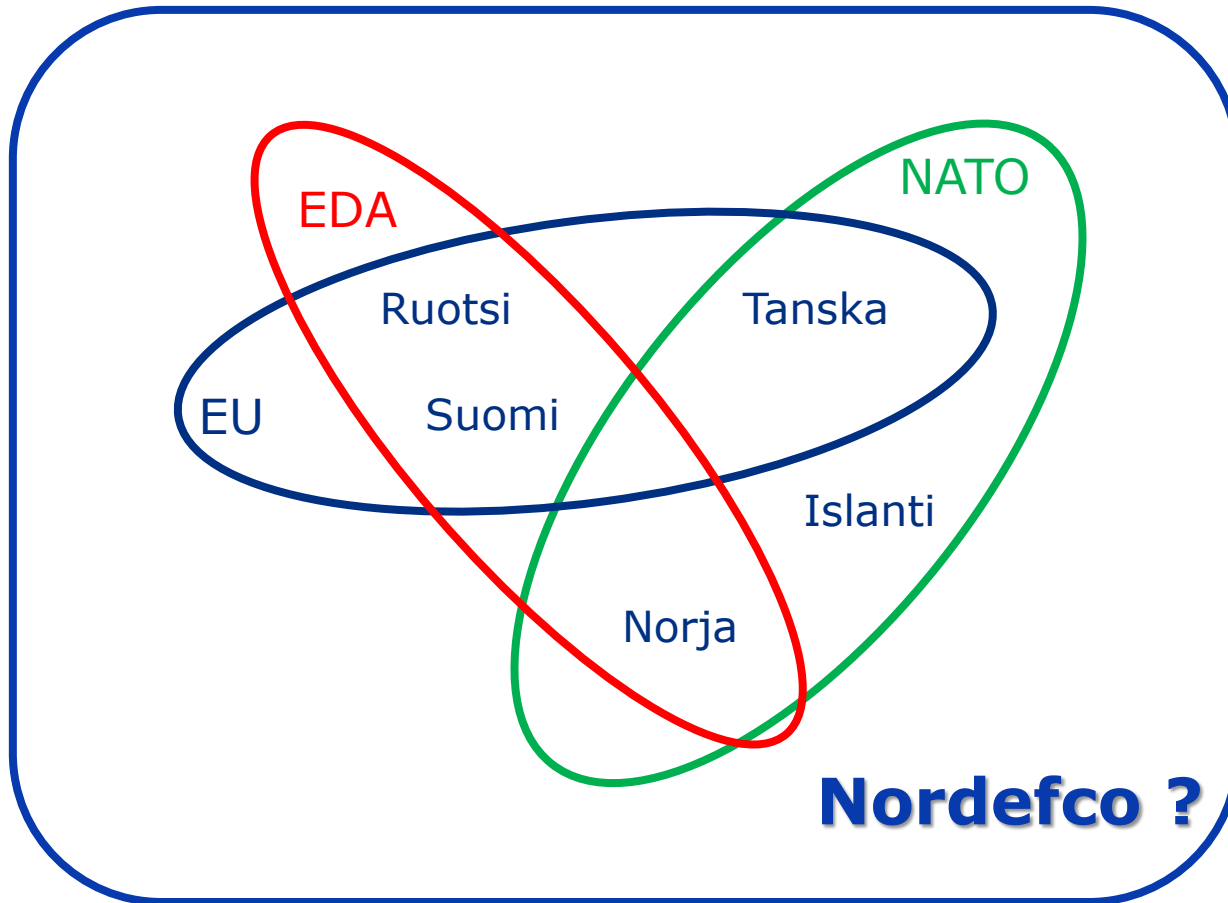 NATO
EDA
Ruotsi
Tanska
EU
Suomi
Islanti
Norja
Nordefco ?